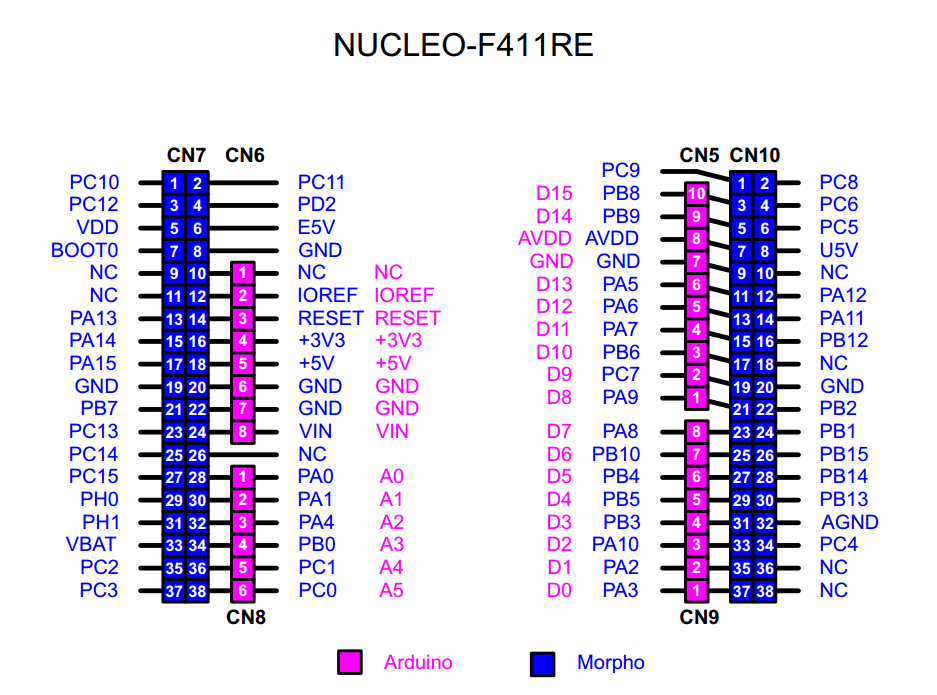 NUCLEO-F411RE
CN7 CN6 CN5 CN10
PC9
PC10 1 2 PC11 1 2 PC8
D15 PB8 10
PC12 3 4 PD2 3 4 PC6
D14 PB9 9
VDD 5 6 E5V 5 6 PC5
AVDD AVDD 8
BOOT0 7 8 GND 7 8 U5V
GND GND 7
NC 9 10 1 NC NC 9 10 NC
D13 PA5 6
NC 11 12 2 IOREF IOREF 11 12 PA12
D12 PA6 5
PA13 13 14 3 RESET RESET 13 14 PA11
D11 PA7 4
PA14 15 16 4 +3V3 +3V3 15 16 PB12
D10 PB6 3
PA15 17 18 5 +5V +5V 17 18 NC
D9 PC7 2
GND 19 20 6 GND GND 19 20 GND
D8 PA9 1
PB7 21 22 7 GND GND 21 22 PB2
PC13 23 24 8 VIN VIN D7 PA8 8 23 24 PB1
PC14 25 26 NC D6 PB10 7 25 26 PB15
PC15 27 28 1 PA0 A0 D5 PB4 6 27 28 PB14
PH0 29 30 2 PA1 A1 D4 PB5 5 29 30 PB13
PH1 31 32 3 PA4 A2 D3 PB3 4 31 32 AGND
VBAT 33 34 4 PB0 A3 D2 PA10 3 33 34 PC4
PC2 35 36 5 PC1 A4 D1 PA2 2 35 36 NC
PC3 37 38 6 PC0 A5 D0 PA3 1 37 38 NC
CN8 CN9
Arduino Morpho